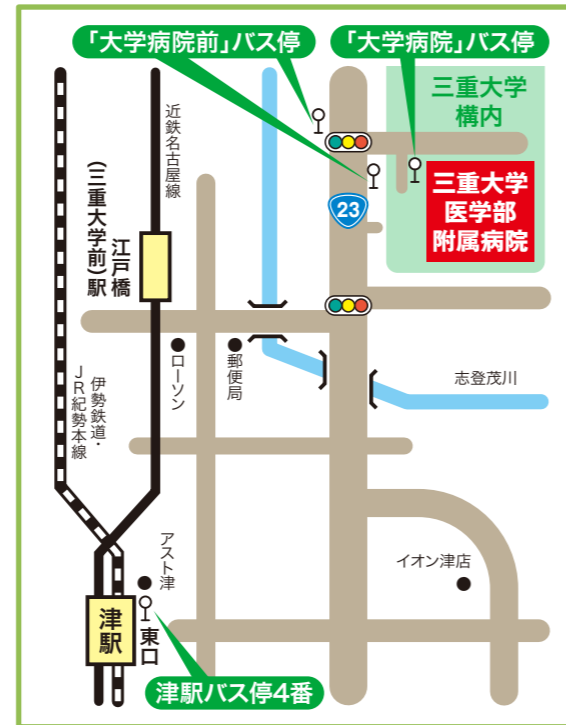 「大学病院前」バス停
「大学病院」バス停
三重大学
構内
三重大学
医学部
附属病院
23
近鉄名古屋線
江戸橋
（三重大学前）駅
伊勢鉄道・
ＪＲ紀勢本線
ローソン
郵便局
志登茂川
アスト津
イオン津店
津駅
東口
津駅バス停4番